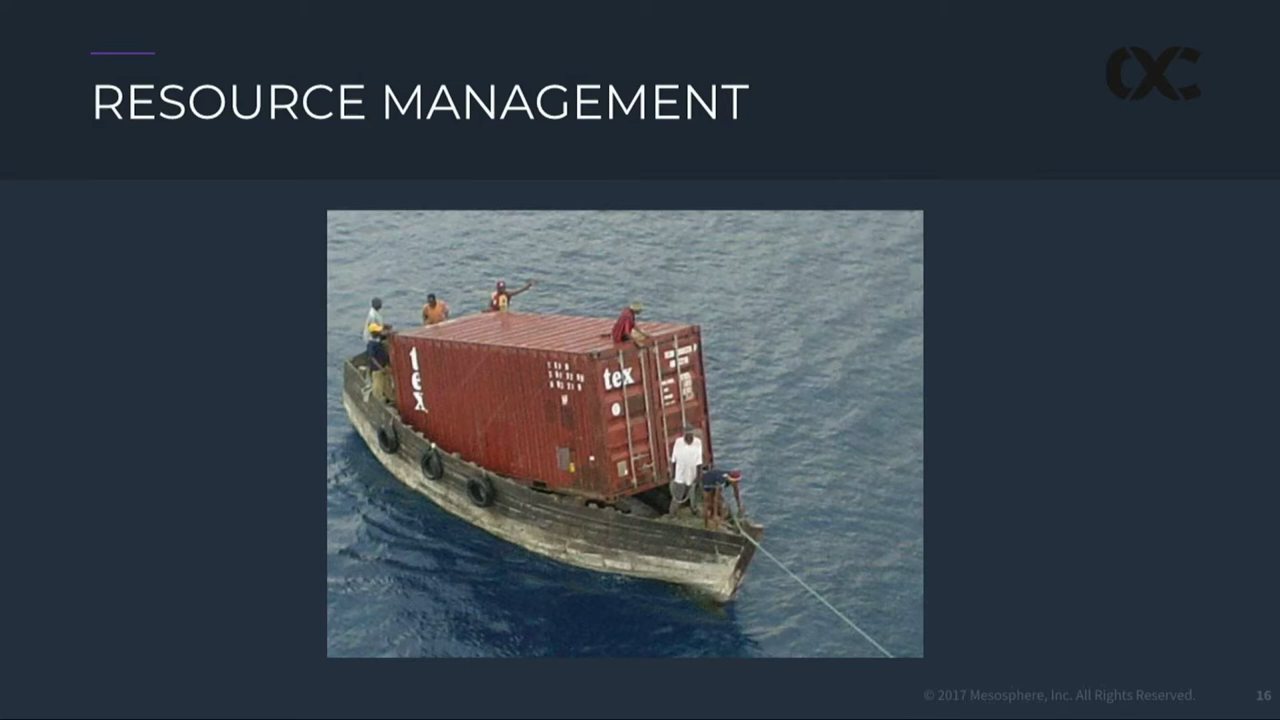 RESOURCE MANAGEMENT
tex
tex
© 2017 Mesosphere, Inc. All Rights Reserved.
16